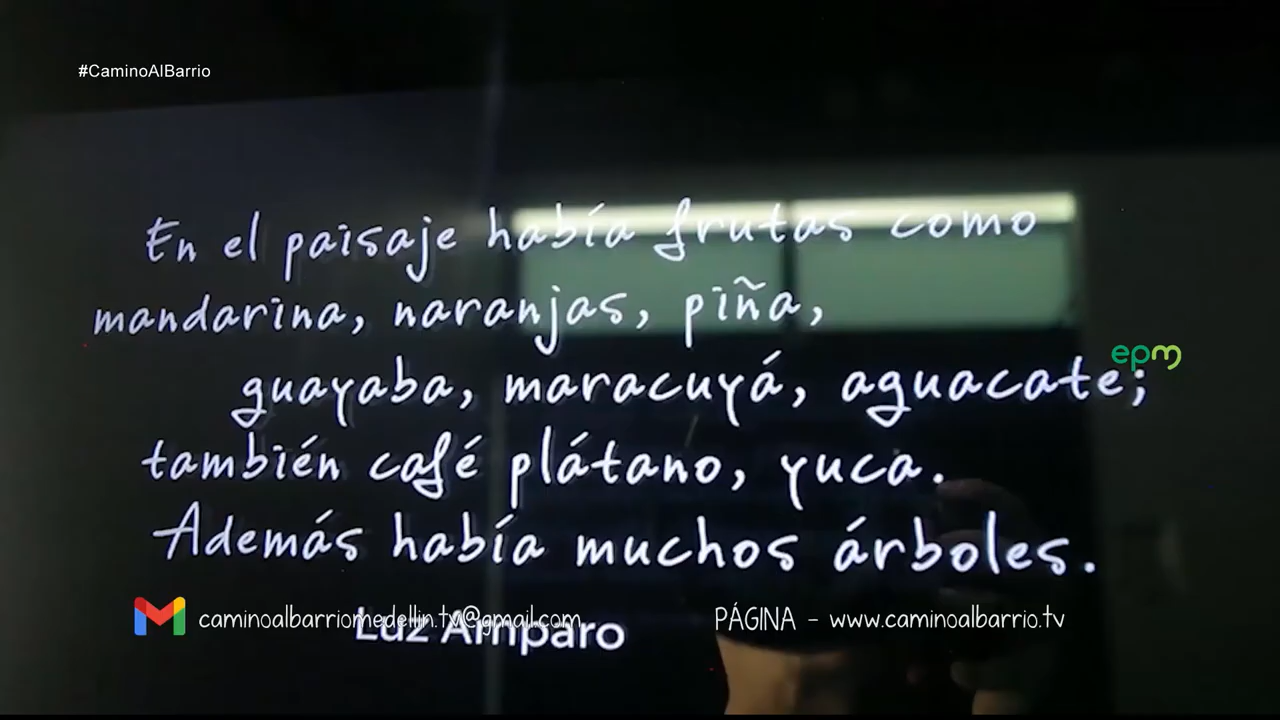 #CaminoAlBarrio
En el paisaje había frutas como
mandarina, naranjas, piña,
epm
guayaba, maracuyá, aguacate;
también café plátano, yuca.
Además había muchos árboles.
caminoalbarriomedellin.tv@gmail.com PÁGINA - www.caminoalbarrio.tv
Luz Amparo